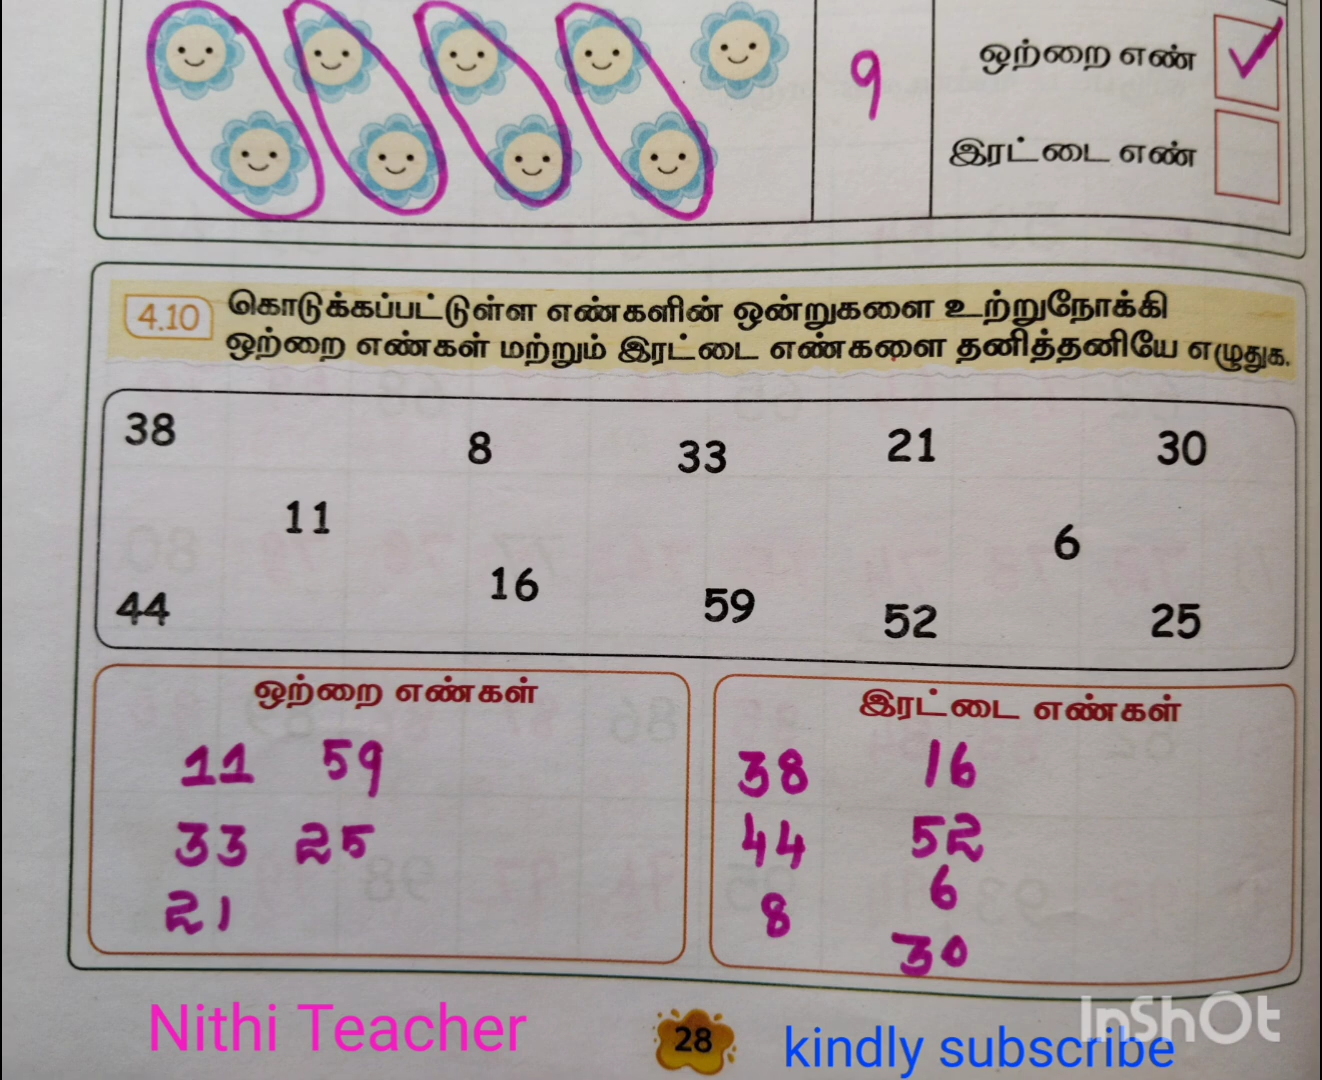 9
ஒற்றை எண் ✓
இரட்டை எண்
4.10 கொடுக்கப்பட்டுள்ள எண்களின் ஒன்றுகளை உற்றுநோக்கி
ஒற்றை எண்கள் மற்றும் இரட்டை எண்களை தனித்தனியே எழுதுக.
38 8 33 21 30
11 6
44 16 59 52 25
ஒற்றை எண்கள்
11 59
33 25
21
இரட்டை எண்கள்
38 16
44 52
8 6
30
Nithi Teacher
28
kindly subscribe
InShOt